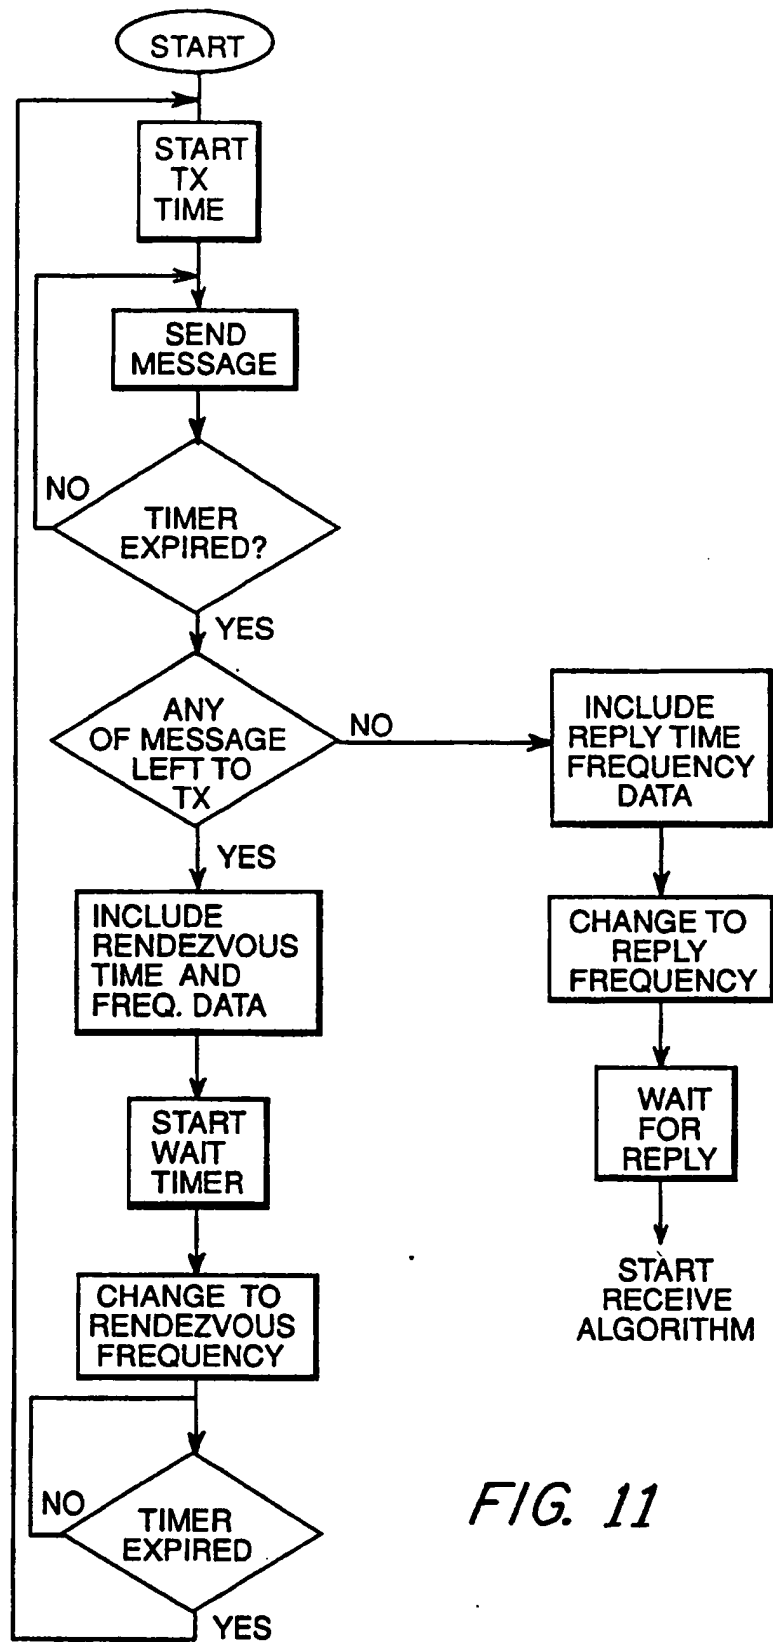 START
START
TX
TIME
SEND
MESSAGE
TIMER
EXPIRED?
NO
YES
ANY
OF MESSAGE
LEFT TO
TX
NO
YES
INCLUDE
REPLY TIME
FREQUENCY
DATA
CHANGE TO
REPLY
FREQUENCY
WAIT
FOR
REPLY
START
RECEIVE
ALGORITHM
INCLUDE
RENDEZVOUS
TIME AND
FREQ. DATA
START
WAIT
TIMER
CHANGE TO
RENDEZVOUS
FREQUENCY
TIMER
EXPIRED
NO
YES
FIG. 11